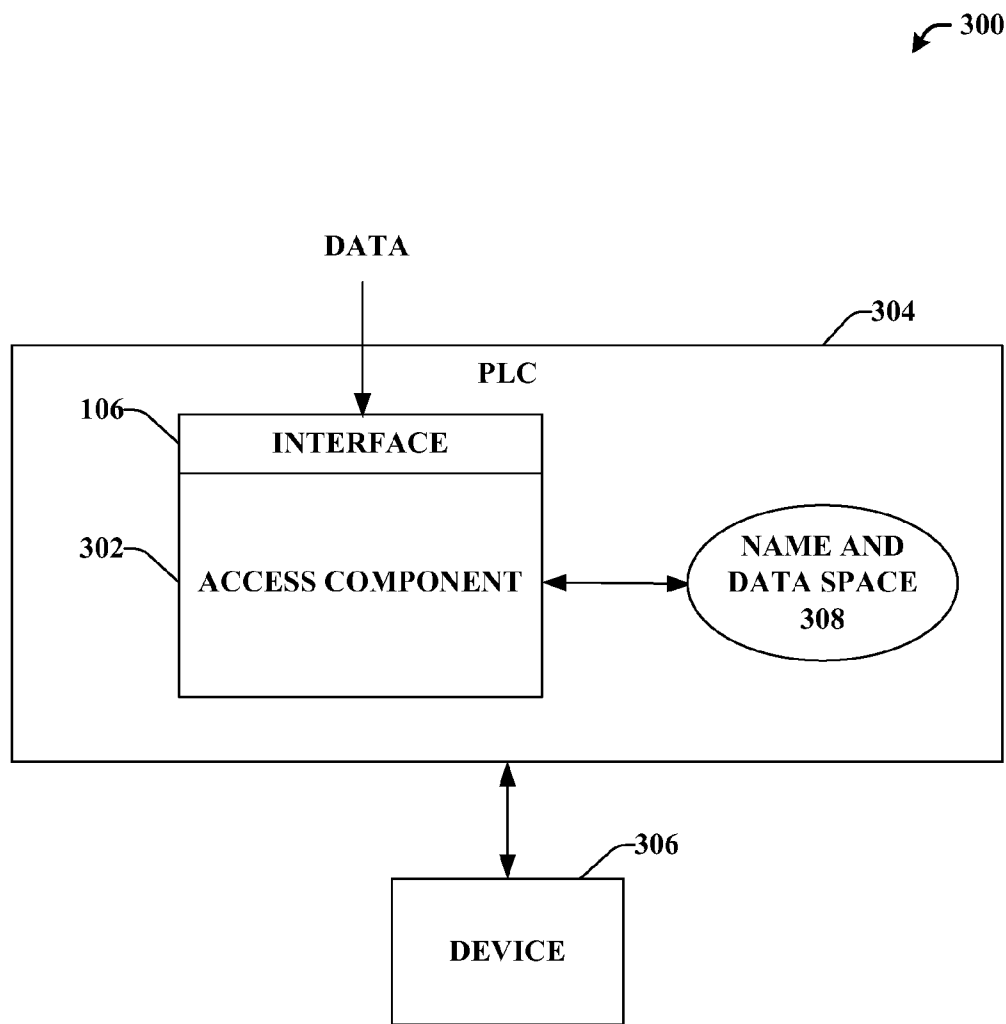 300
DATA
304
PLC
106
INTERFACE
302
ACCESS COMPONENT
NAME AND
DATA SPACE
308
306
DEVICE